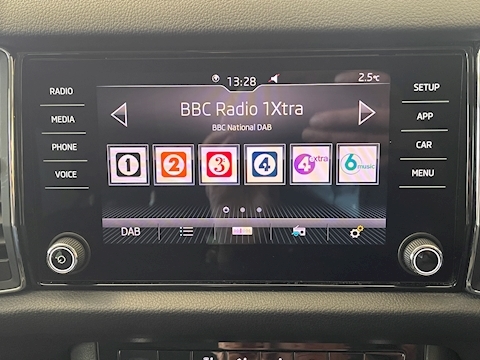 RADIO
MEDIA
PHONE
VOICE
13:28
2.5°C
BBC Radio 1Xtra
BBC National DAB
1
2
3
4
4 extra
6 music
DAB
SETUP
APP
CAR
MENU